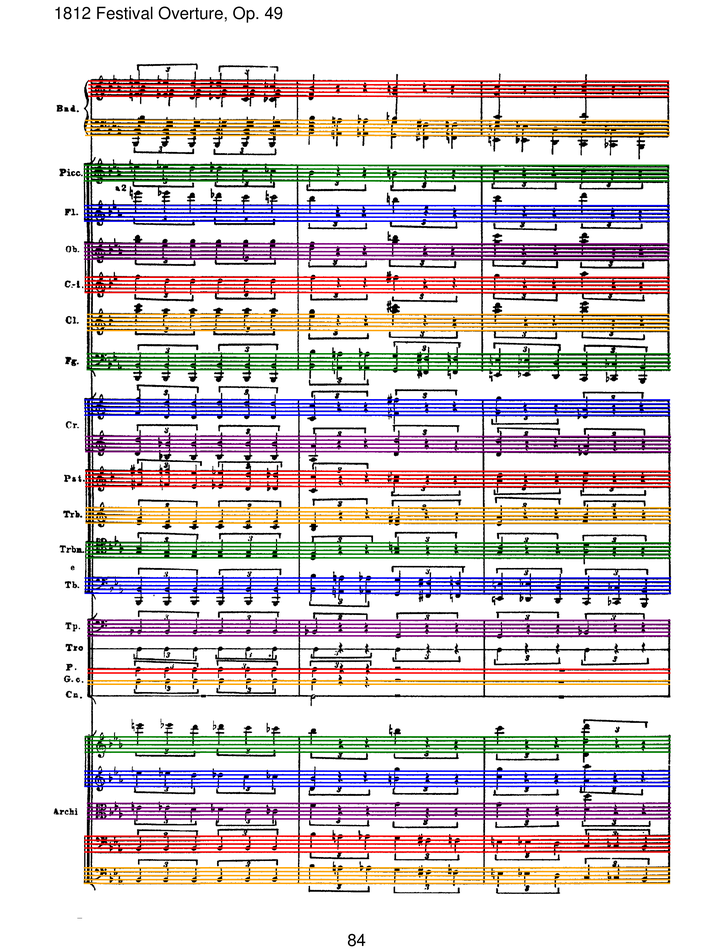 1812 Festival Overture, Op. 49
Bad.
Picc.
a2
Fl.
Ob.
C.-i.
Cl.
Fg.
Cr.
Pat.
Trb.
Trbn.
e
Tb.
Tp.
Tro
P.
G.c.
Cn.
Archi
84